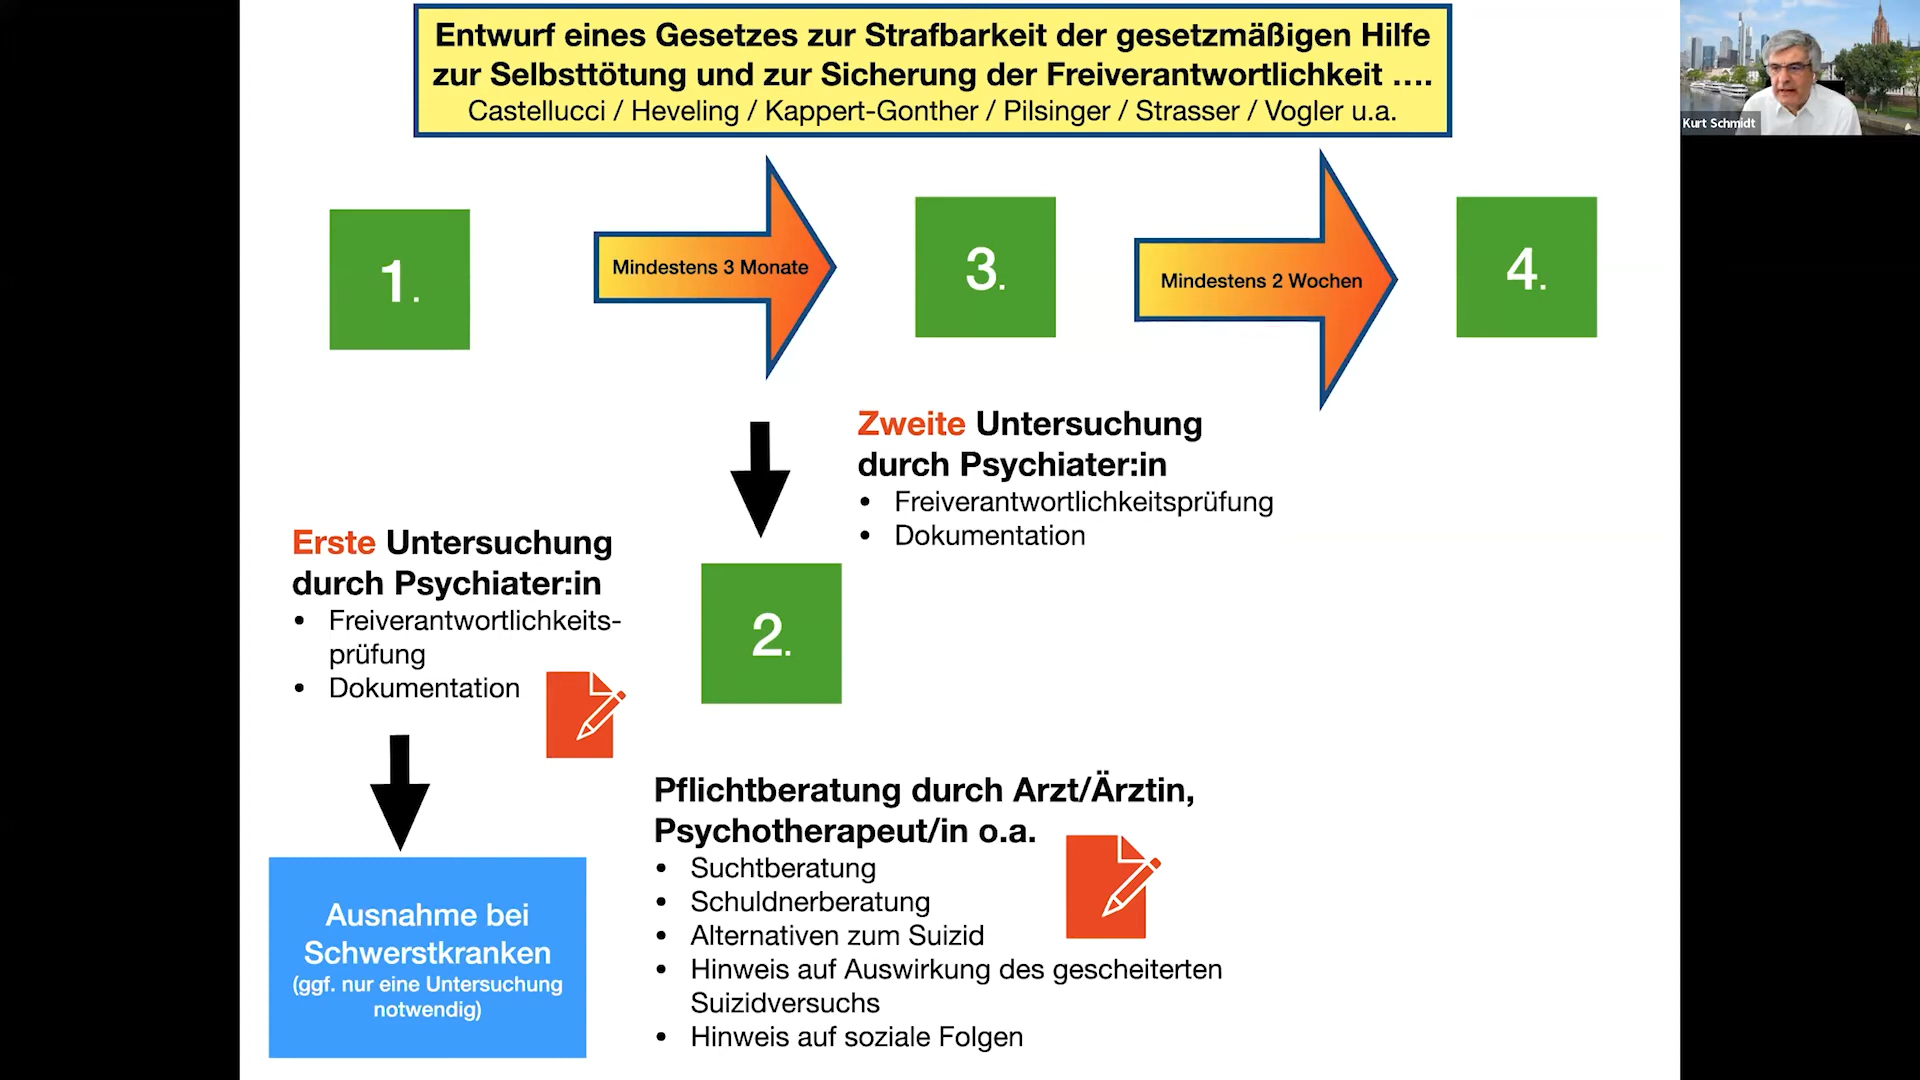 Entwurf eines Gesetzes zur Strafbarkeit der gesetzmäßigen Hilfe
zur Selbsttötung und zur Sicherung der Freiverantwortlichkeit ....
Castellucci / Heveling / Kappert-Gonther / Pilsinger / Strasser / Vogler u.a.
Kurt Schmidt
1.
Mindestens 3 Monate
3.
Mindestens 2 Wochen
4.
Erste Untersuchung
durch Psychiater:in
• Freiverantwortlichkeits-
prüfung
• Dokumentation
Ausnahme bei
Schwerstkranken
(ggf. nur eine Untersuchung
notwendig)
2.
Pflichtberatung durch Arzt/Ärztin,
Psychotherapeut/in o.a.
• Suchtberatung
• Schuldnerberatung
• Alternativen zum Suizid
• Hinweis auf Auswirkung des gescheiterten
Suizidversuchs
• Hinweis auf soziale Folgen
Zweite Untersuchung
durch Psychiater:in
• Freiverantwortlichkeitsprüfung
• Dokumentation